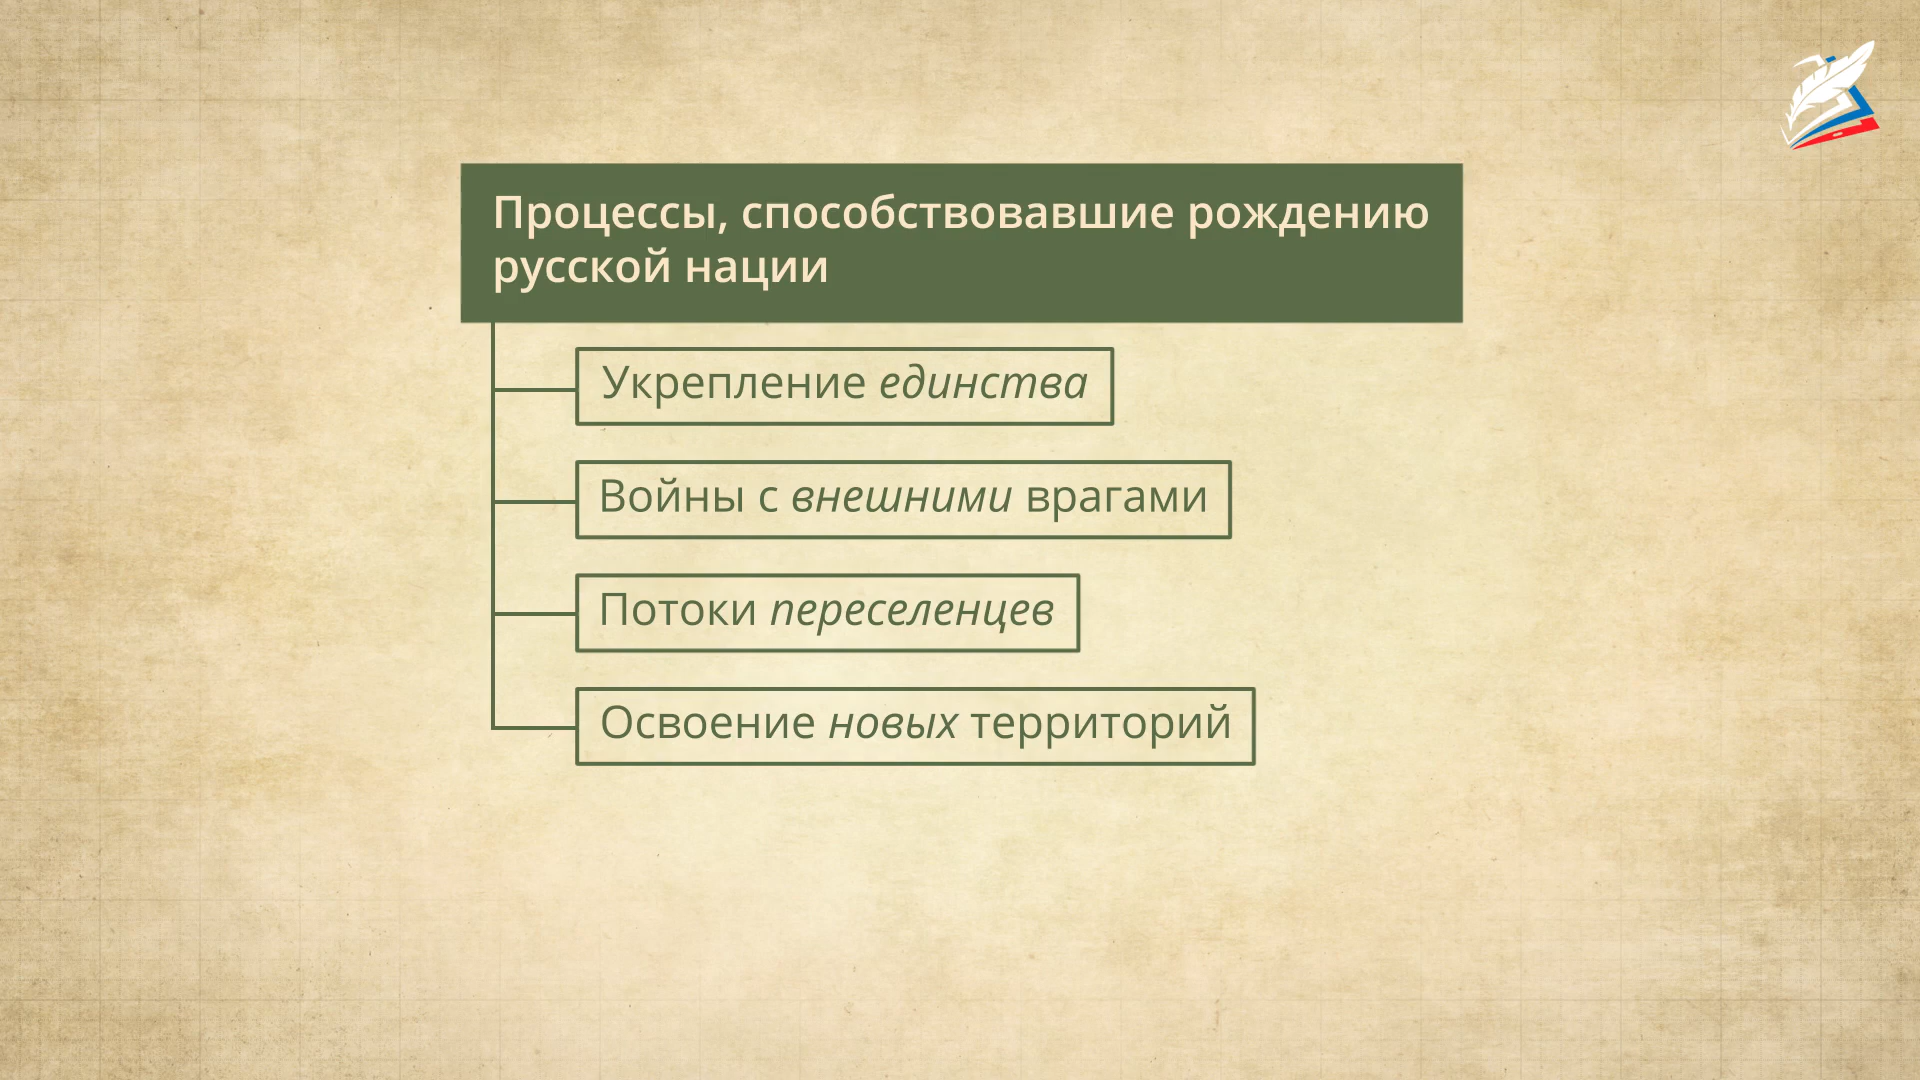 Процессы, способствовавшие рождению
русской нации
Укрепление единства
Войны с внешними врагами
Потоки переселенцев
Освоение новых территорий